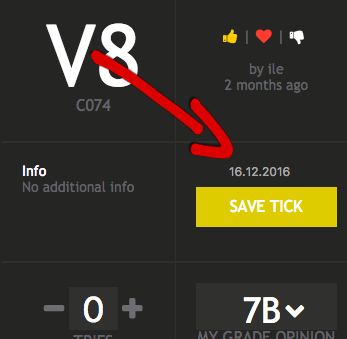 V8
C074
| |
by ile
2 months ago
Info
No additional info
16.12.2016
SAVE TICK
0
TRIES
7B
MY GRADE OPINION